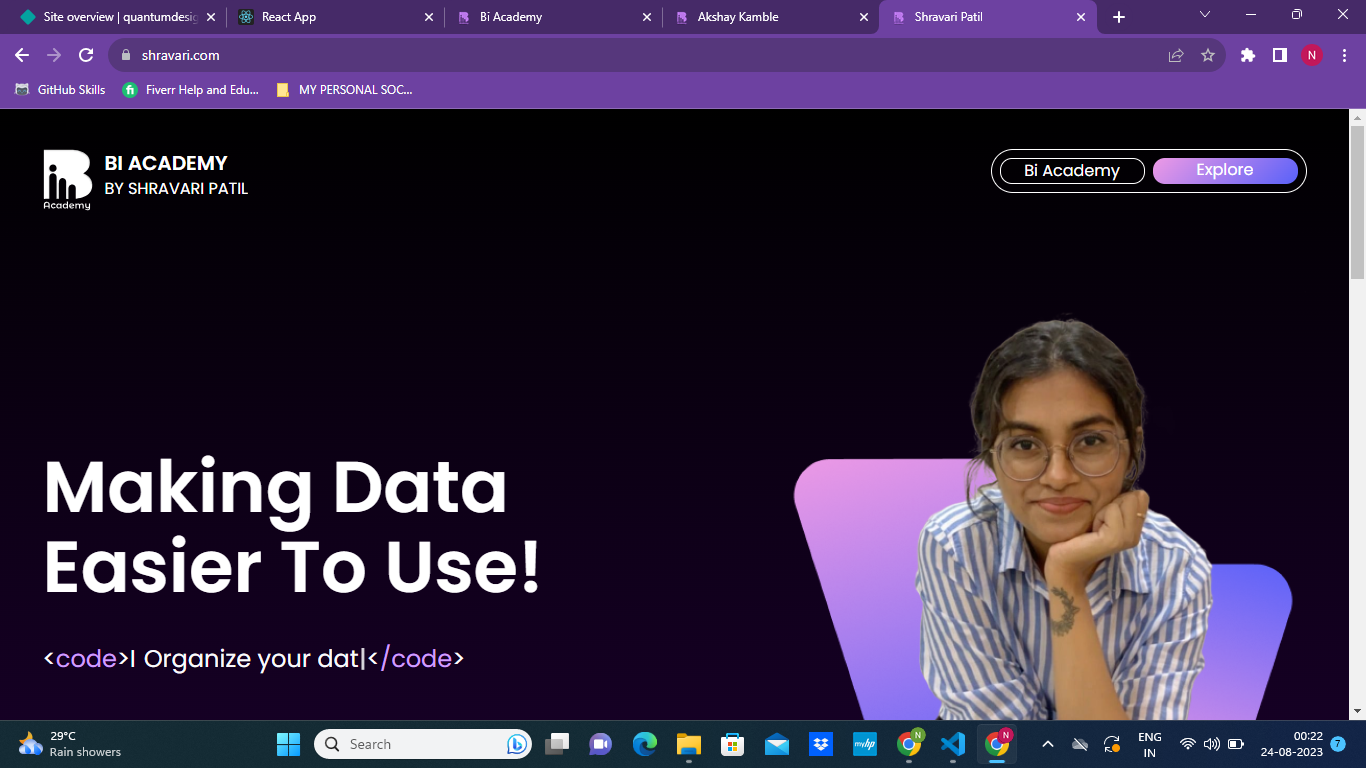 Site overview | quantumdesig
React App
Bi Academy
Akshay Kamble
Shravari Patil
shravari.com
N
GitHub Skills
fi
Fiverr Help and Edu...
MY PERSONAL SOC...
BI ACADEMY
BY SHRAVARI PATIL
Academy
Bi Academy
Explore
Making Data
Easier To Use!
<code>I Organize your dat|</code>
29°C
Rain showers
Search
myhp
N
N
ENG
IN
00:22
24-08-2023
7